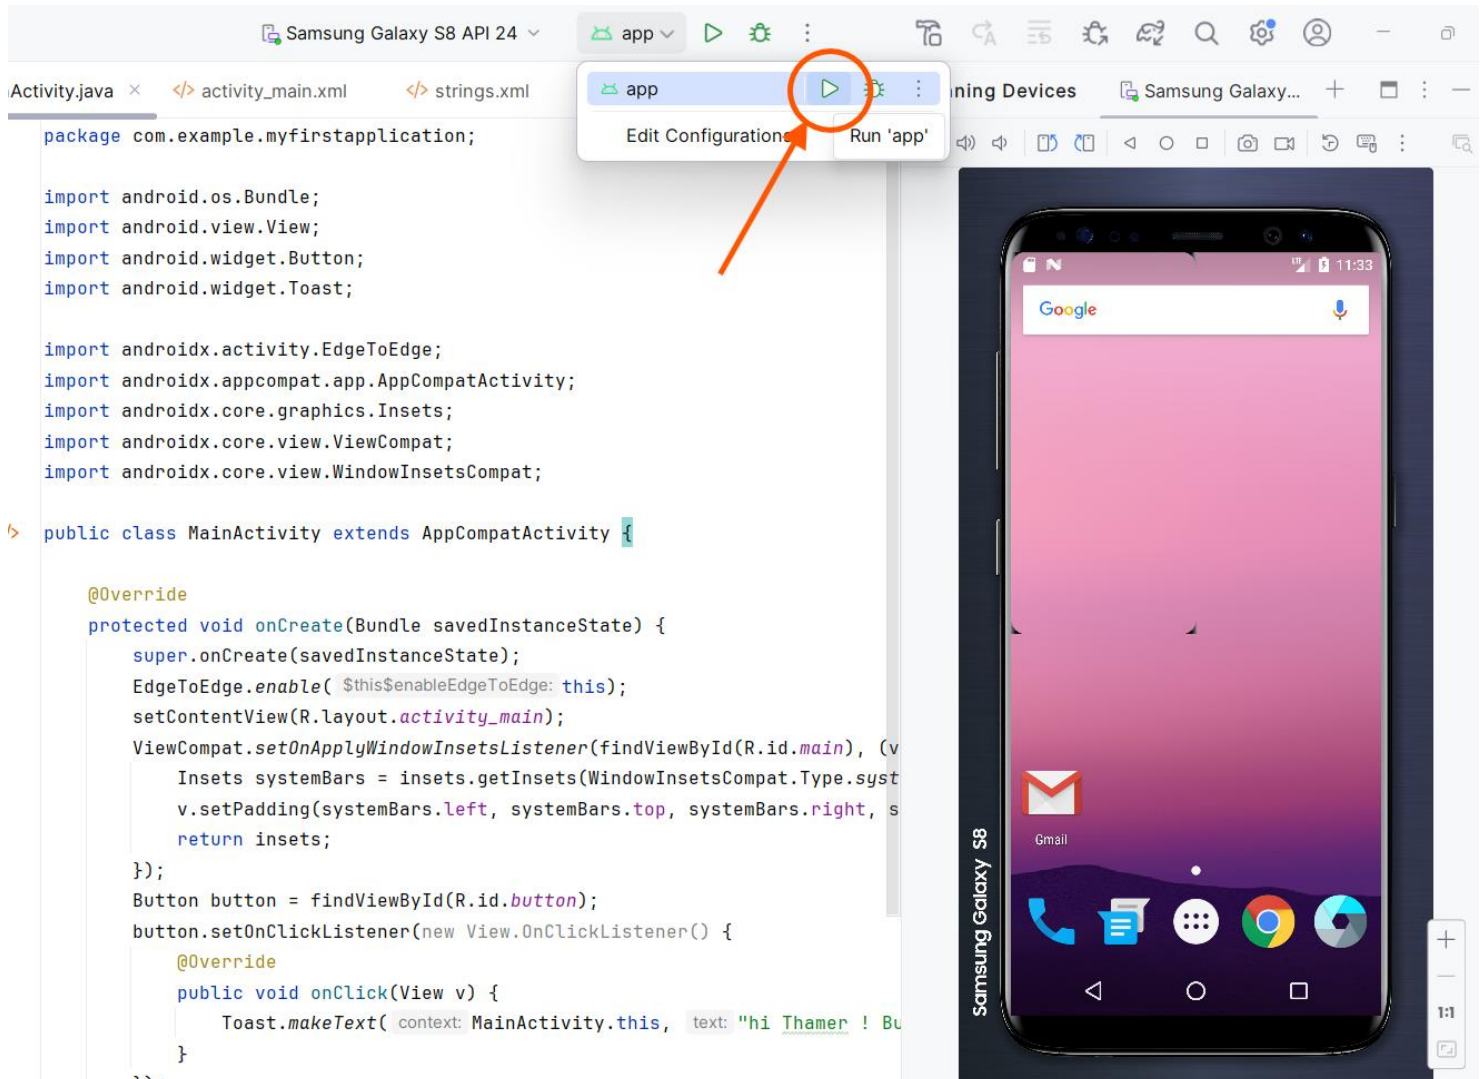 Samsung Galaxy S8 API 24
app
Activity.java
activity_main.xml
strings.xml
app
ning Devices
Samsung Galaxy...
Edit Configurations
Run 'app'
package com.example.myfirstapplication;
import android.os.Bundle;
import android.view.View;
import android.widget.Button;
import android.widget.Toast;
import androidx.activity.EdgeToEdge;
import androidx.appcompat.app.AppCompatActivity;
import androidx.core.graphics.Insets;
import androidx.core.view.ViewCompat;
import androidx.core.view.WindowInsetsCompat;
public class MainActivity extends AppCompatActivity {
@Override
protected void onCreate(Bundle savedInstanceState) {
super.onCreate(savedInstanceState);
EdgeToEdge.enable( $this$enableEdgeToEdge: this);
setContentView(R.layout.activity_main);
ViewCompat.setOnApplyWindowInsetsListener(findViewById(R.id.main), (v
Insets systemBars = insets.getInsets(WindowInsetsCompat.Type.syst
v.setPadding(systemBars.left, systemBars.top, systemBars.right, s
return insets;
});
Button button = findViewById(R.id.button);
button.setOnClickListener(new View.OnClickListener() {
@Override
public void onClick(View v) {
Toast.makeText( context: MainActivity.this, text: "hi Thamer ! Bu
}
LTE 11:33
Google
Gmail
Samsung Galaxy S8
1:1